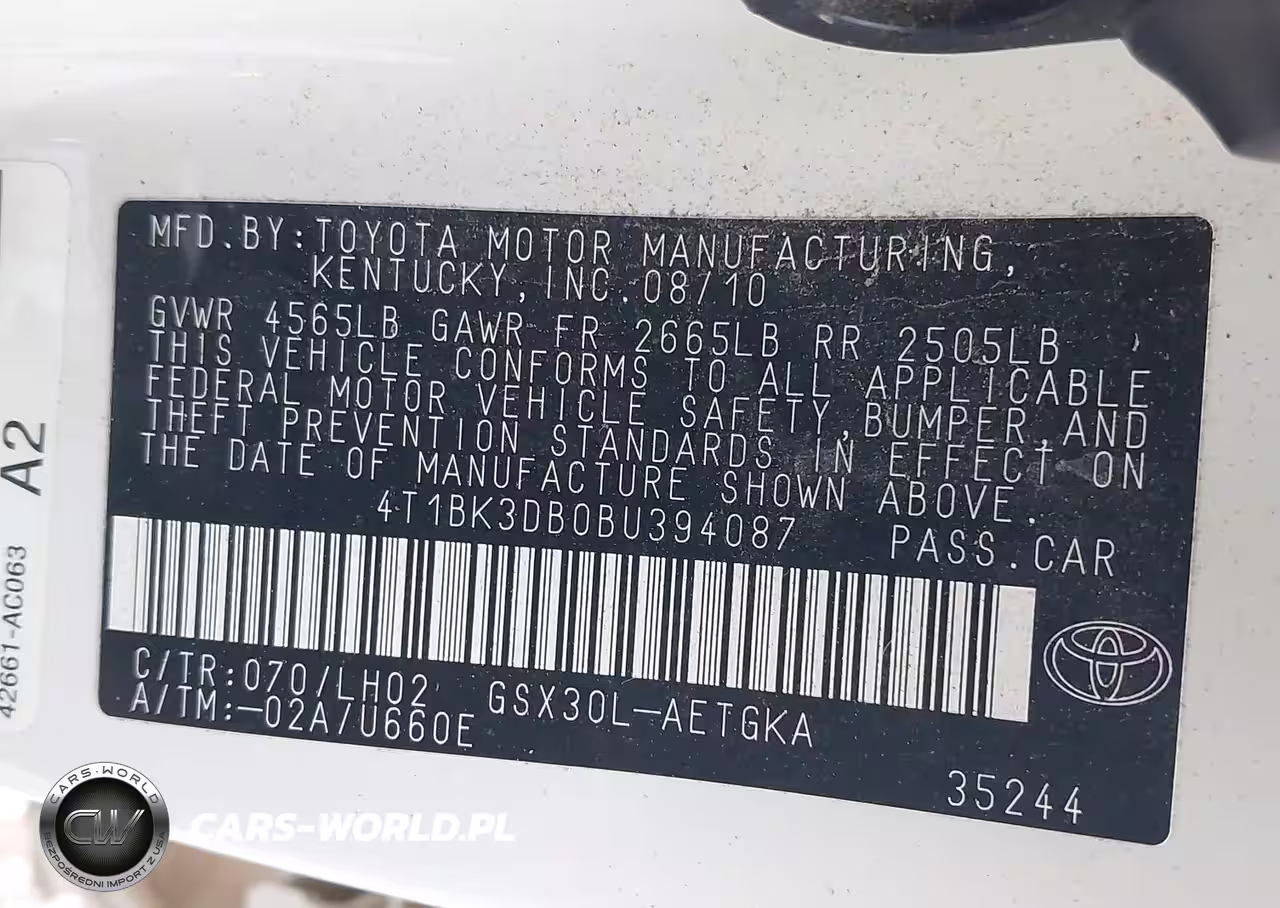 MFD.BY:TOYOTA MOTOR MANUFACTURING,
KENTUCKY,INC.08/10
GVWR 4565LB GAWR FR 2665LB RR 2505LB
THIS VEHICLE CONFORMS TO ALL APPLICABLE
FEDERAL MOTOR VEHICLE SAFETY,BUMPER,AND
THEFT PREVENTION STANDARDS IN EFFECT ON
THE DATE OF MANUFACTURE SHOWN ABOVE.
4T1BK3DB0BU394087 PASS.CAR
C/TR:070/LH02 GSX30L-AETGKA
A/TM:-02A/U660E
35244
A2
42661-AC063
CARS-WORLD
CW
BEZPOŚREDNI IMPORT Z USA
CARS-WORLD.PL